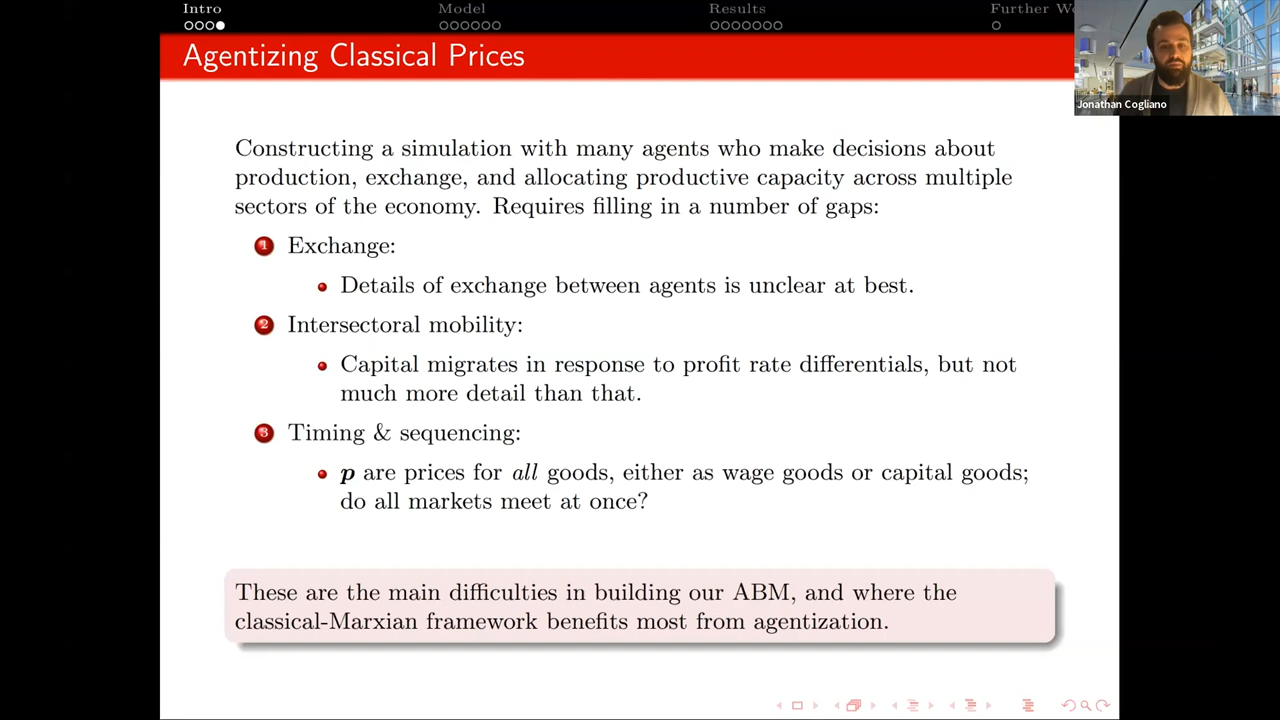 Intro
Model
Results
Further
Agentizing Classical Prices
Jonathan Cogliano
Constructing a simulation with many agents who make decisions about
production, exchange, and allocating productive capacity across multiple
sectors of the economy. Requires filling in a number of gaps:
1 Exchange:
Details of exchange between agents is unclear at best.
2 Intersectoral mobility:
Capital migrates in response to profit rate differentials, but not
much more detail than that.
3 Timing & sequencing:
p are prices for all goods, either as wage goods or capital goods;
do all markets meet at once?
These are the main difficulties in building our ABM, and where the
classical-Marxian framework benefits most from agentization.